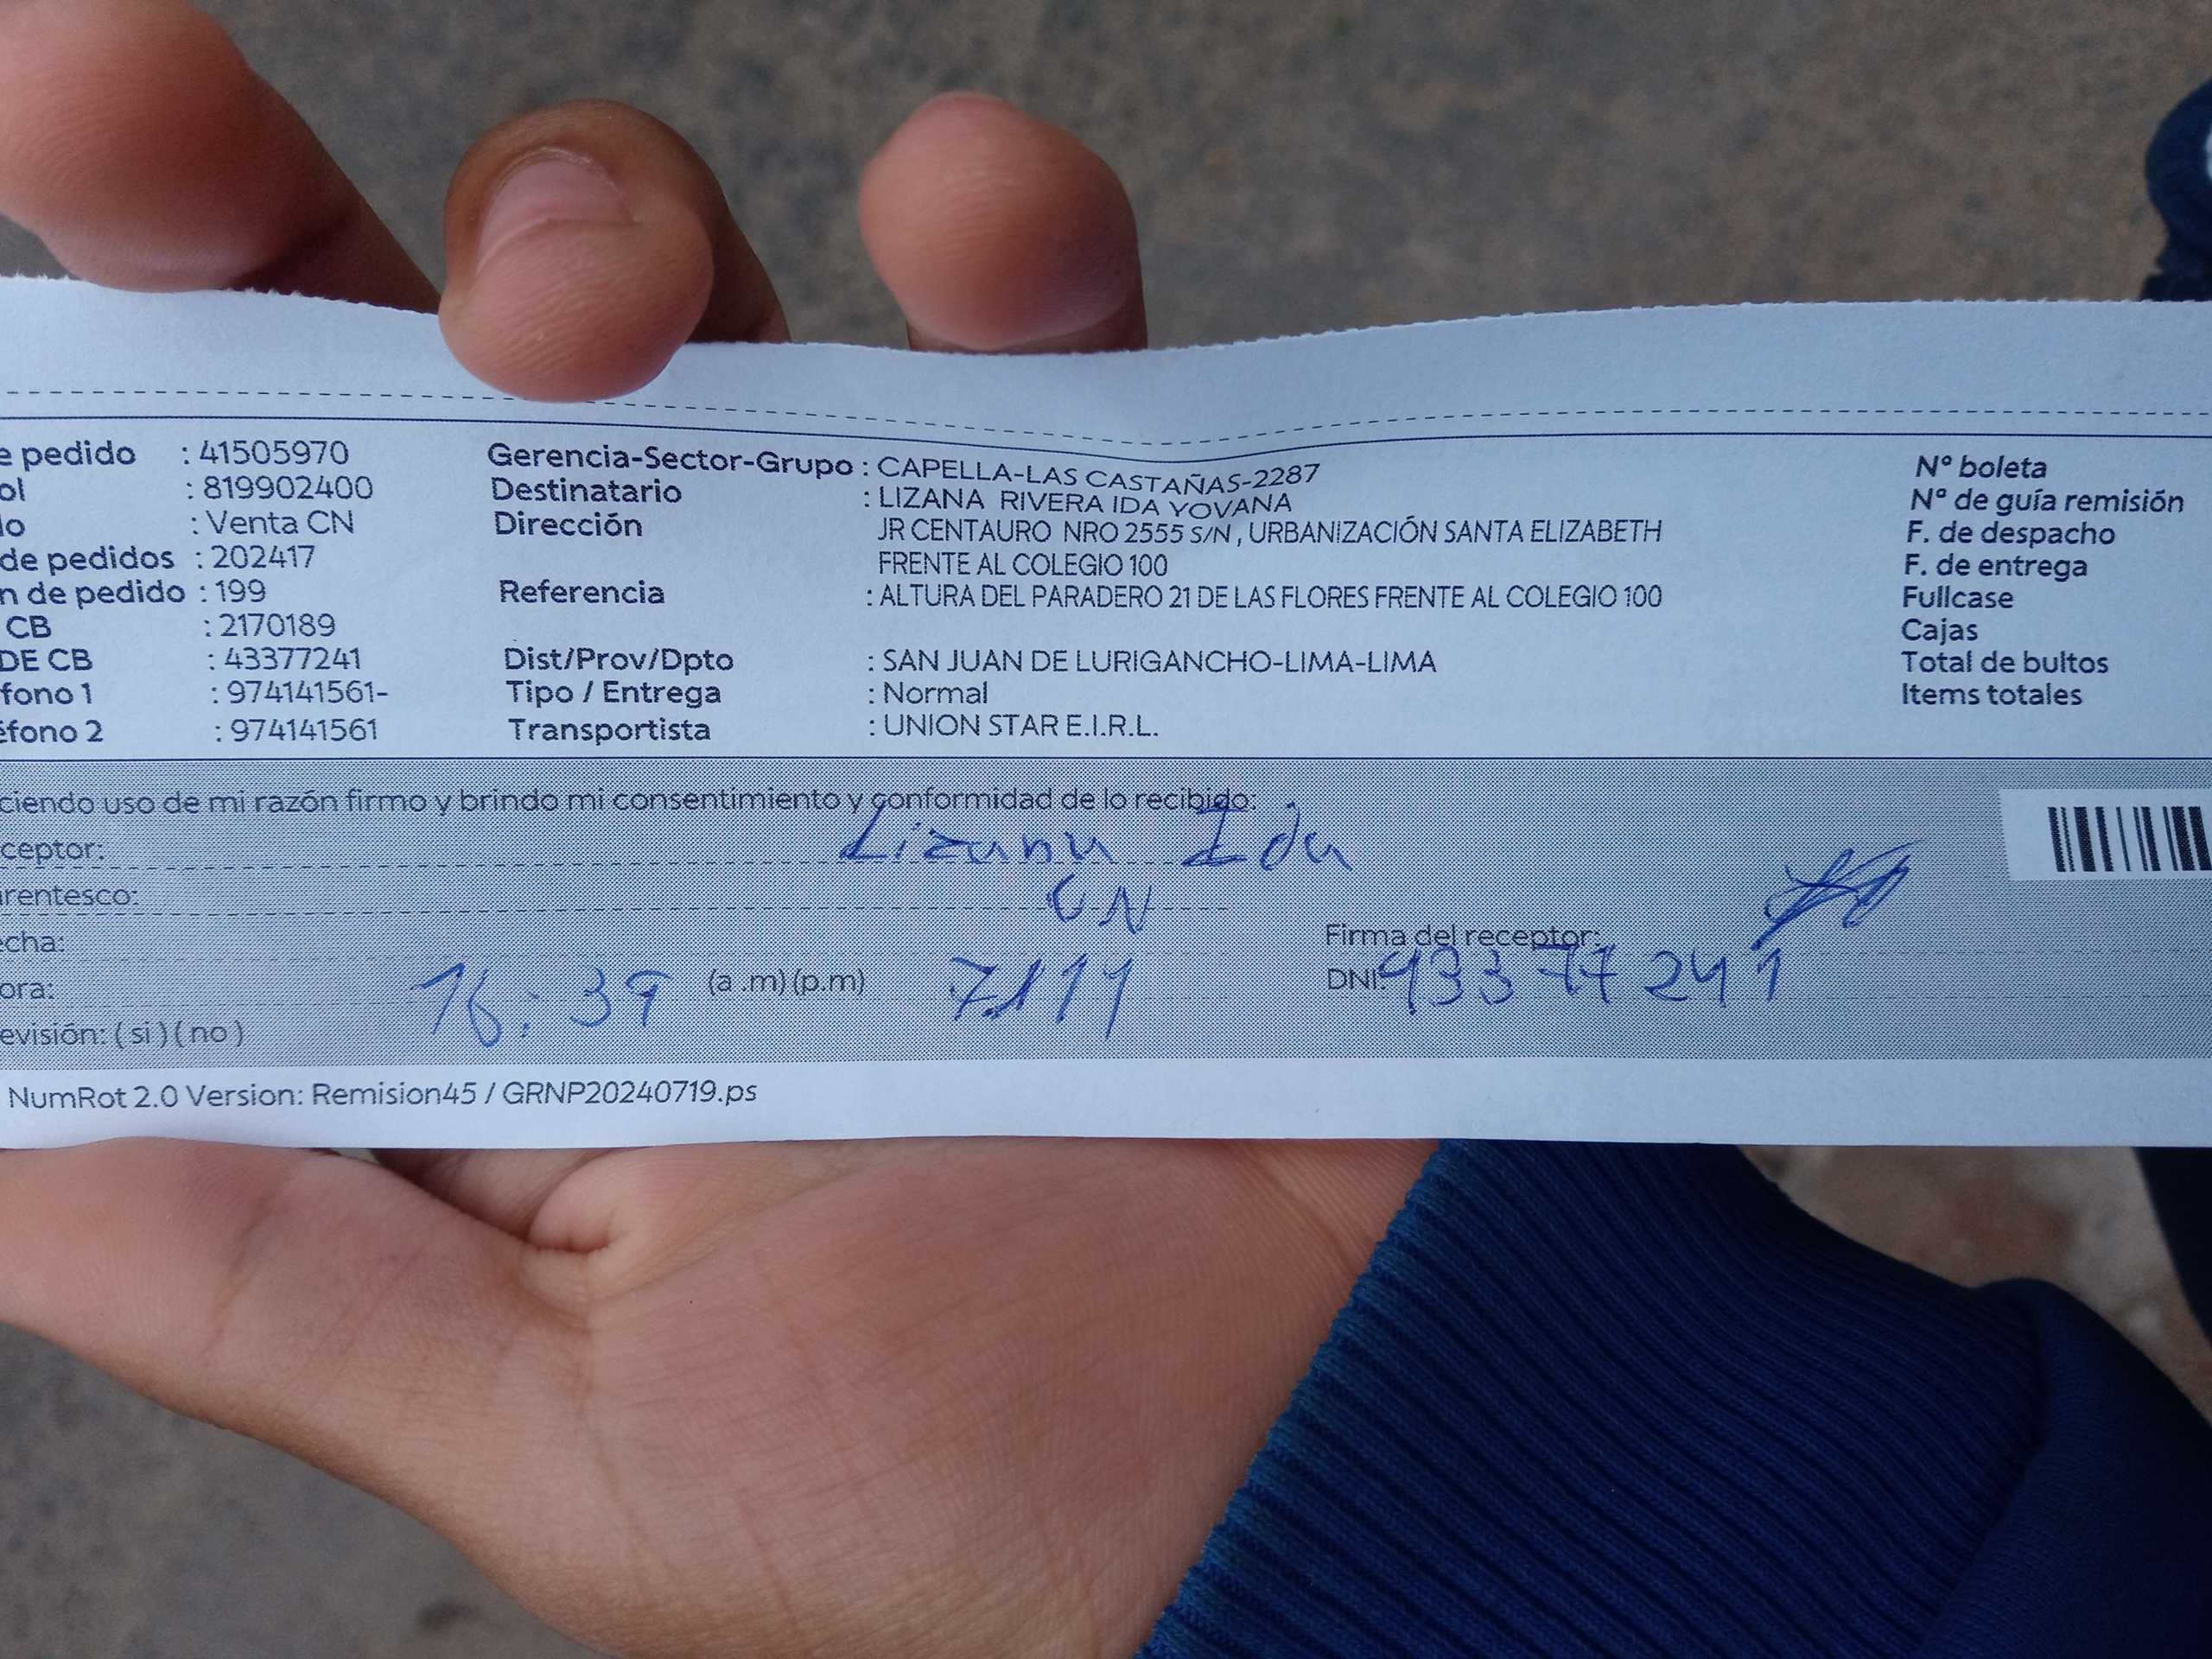 e pedido : 41505970
ol : 819902400
lo : Venta CN
de pedidos : 202417
n de pedido : 199
CB : 2170189
DE CB : 43377241
fono 1 : 974141561-
éfono 2 : 974141561
Gerencia-Sector-Grupo : CAPELLA-LAS CASTAÑAS-2287
Destinatario : LIZANA RIVERA IDA YOVANA
Dirección JR CENTAURO NRO 2555 S/N , URBANIZACIÓN SANTA ELIZABETH
FRENTE AL COLEGIO 100
Referencia : ALTURA DEL PARADERO 21 DE LAS FLORES FRENTE AL COLEGIO 100
Dist/Prov/Dpto : SAN JUAN DE LURIGANCHO-LIMA-LIMA
Tipo / Entrega : Normal
Transportista : UNION STAR E.I.R.L.
Nº boleta
Nº de guía remisión
F. de despacho
F. de entrega
Fullcase
Cajas
Total de bultos
Items totales
ciendo uso de mi razón firmo y brindo mi consentimiento y conformidad de lo recibido:
ceptor: Lizana Ida
arentesco: CN
echa:
Firma del receptor:
ora: 16:39 (a .m) (p.m) 7/11
DNI: 43377241
evisión: ( si ) ( no )
NumRot 2.0 Version: Remision45 / GRNP20240719.ps